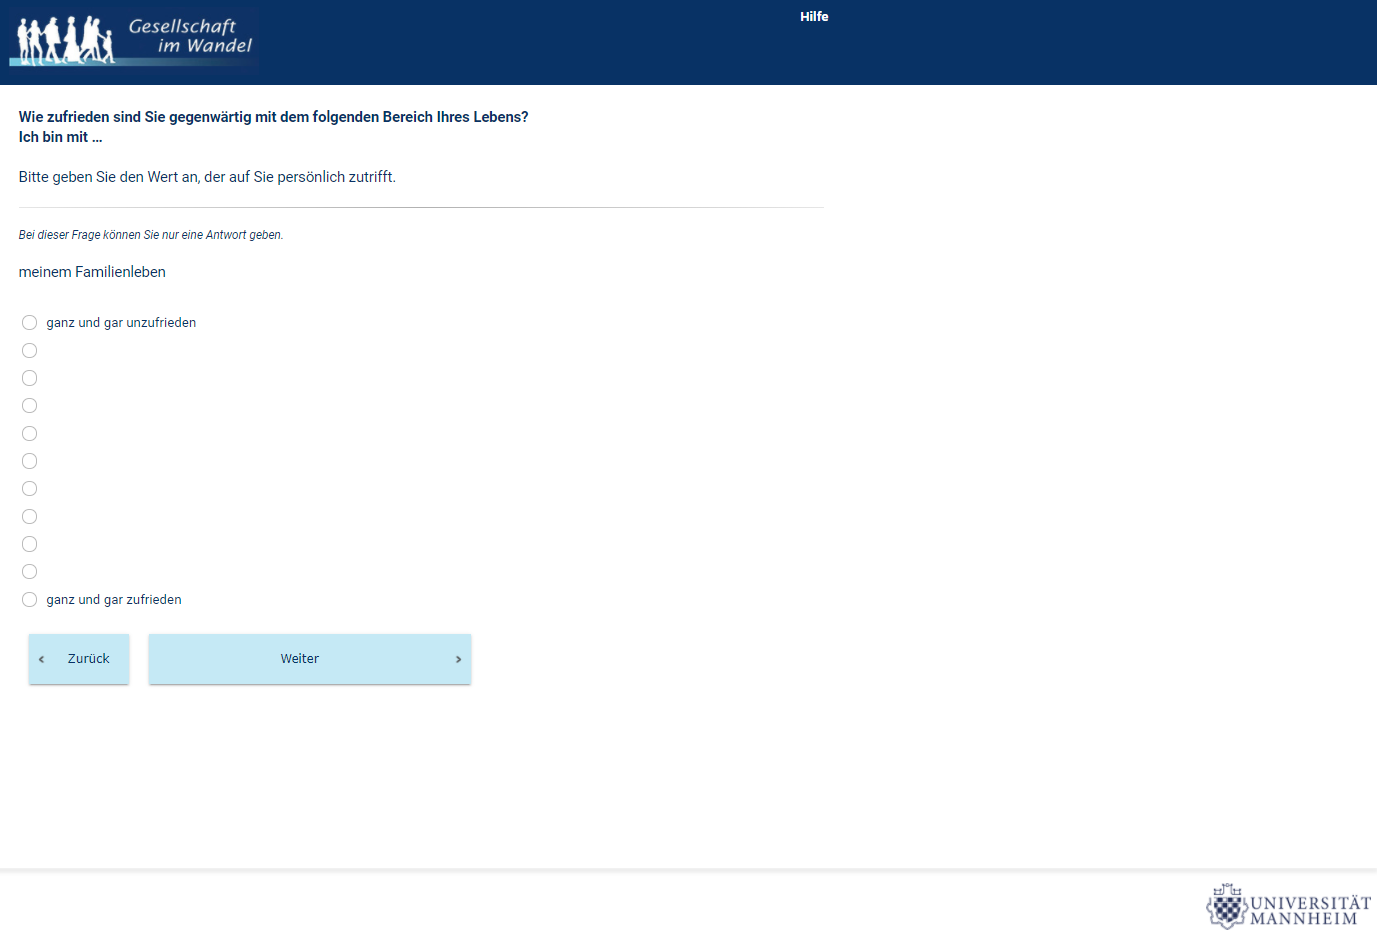 Gesellschaft
im Wandel
Hilfe
Wie zufrieden sind Sie gegenwärtig mit dem folgenden Bereich Ihres Lebens?
Ich bin mit ...
Bitte geben Sie den Wert an, der auf Sie persönlich zutrifft.
Bei dieser Frage können Sie nur eine Antwort geben.
meinem Familienleben
ganz und gar unzufrieden
ganz und gar zufrieden
‹ Zurück
Weiter ›
UNIVERSITÄT
MANNHEIM